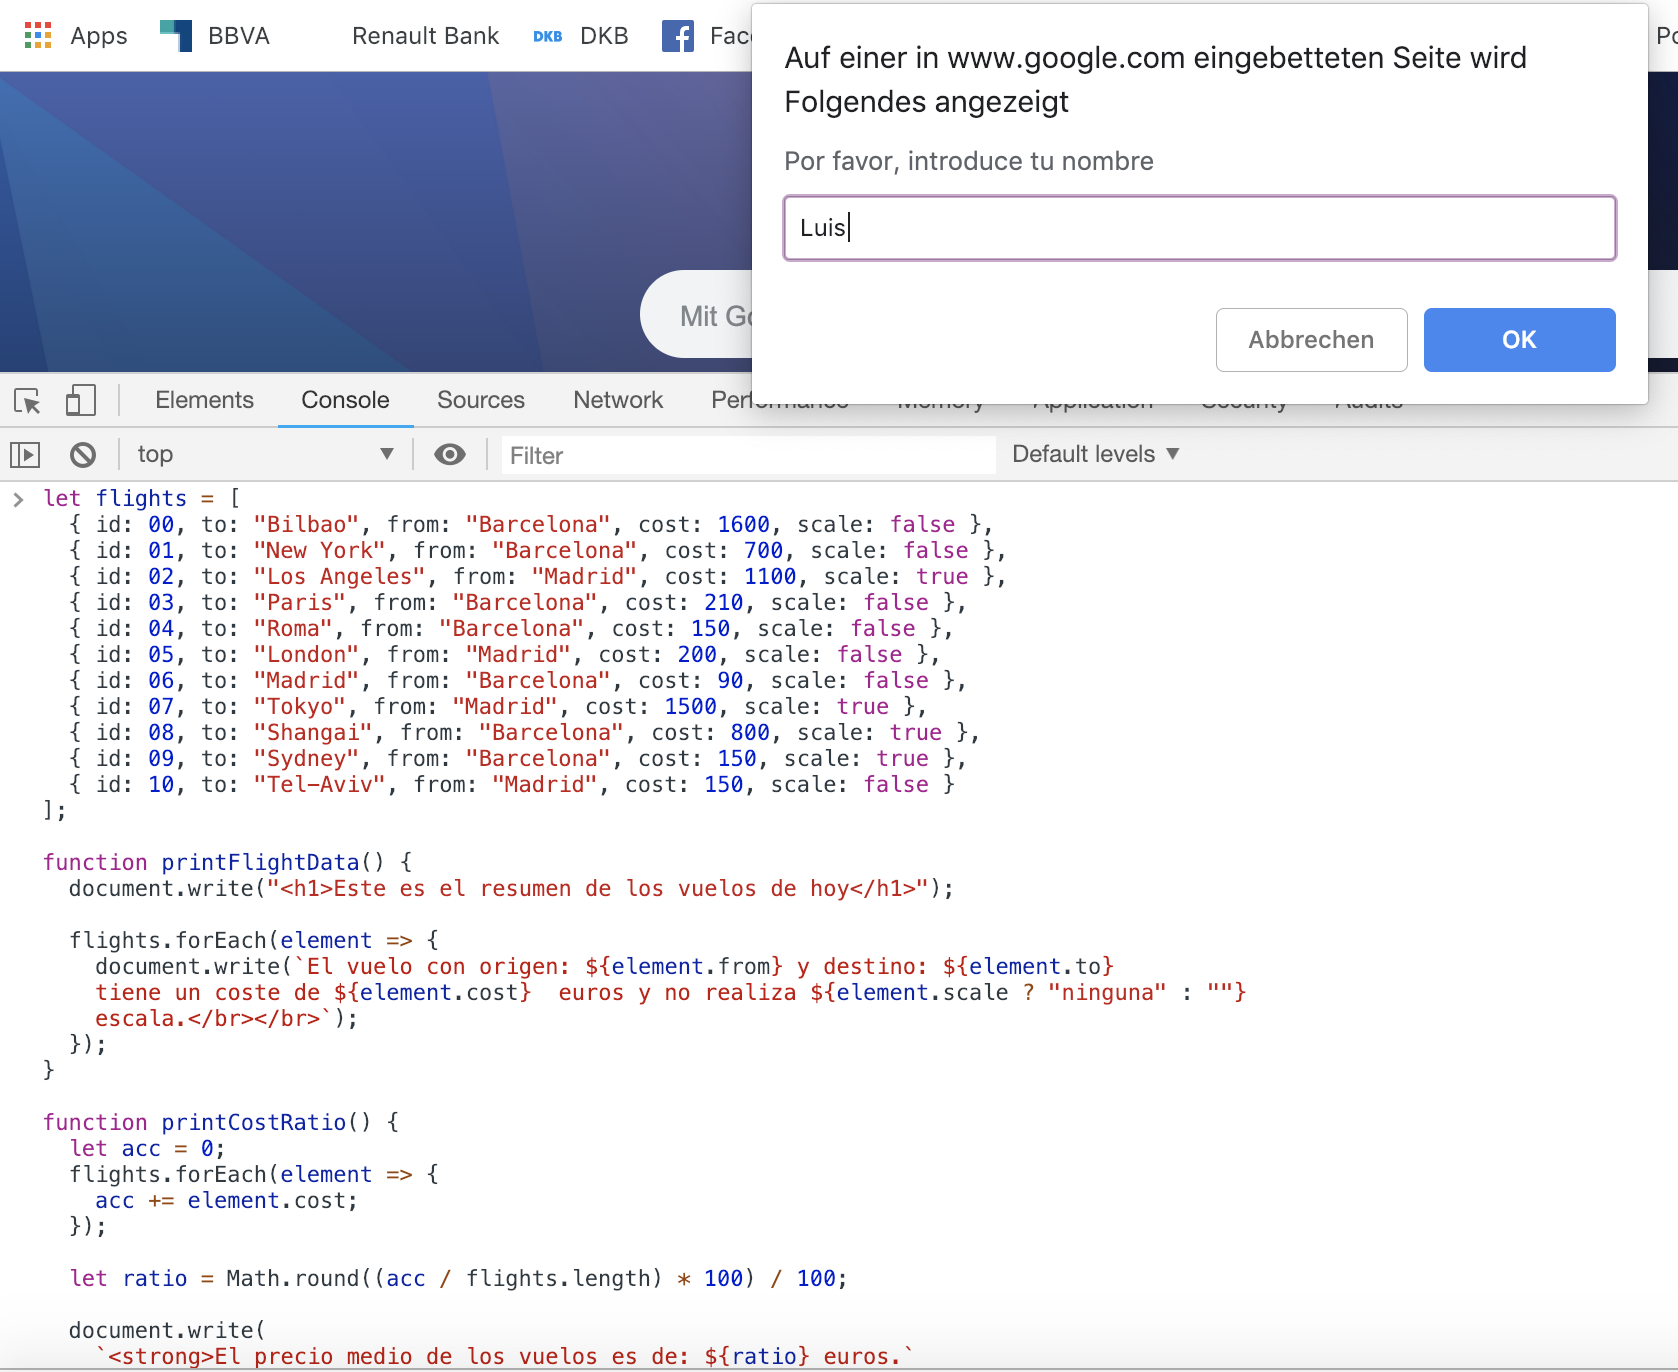 Apps BBVA Renault Bank DKB DKB
Auf einer in www.google.com eingebetteten Seite wird
Folgendes angezeigt
Por favor, introduce tu nombre
Luis
Mit
Abbrechen OK
Elements Console Sources Network Performance Memory Application Security Audits
top ▼ Filter Default levels ▼
> let flights = [
{ id: 00, to: "Bilbao", from: "Barcelona", cost: 1600, scale: false },
{ id: 01, to: "New York", from: "Barcelona", cost: 700, scale: false },
{ id: 02, to: "Los Angeles", from: "Madrid", cost: 1100, scale: true },
{ id: 03, to: "Paris", from: "Barcelona", cost: 210, scale: false },
{ id: 04, to: "Roma", from: "Barcelona", cost: 150, scale: false },
{ id: 05, to: "London", from: "Madrid", cost: 200, scale: false },
{ id: 06, to: "Madrid", from: "Barcelona", cost: 90, scale: false },
{ id: 07, to: "Tokyo", from: "Madrid", cost: 1500, scale: true },
{ id: 08, to: "Shangai", from: "Barcelona", cost: 800, scale: true },
{ id: 09, to: "Sydney", from: "Barcelona", cost: 150, scale: true },
{ id: 10, to: "Tel-Aviv", from: "Madrid", cost: 150, scale: false }
];
function printFlightData() {
document.write("<h1>Este es el resumen de los vuelos de hoy</h1>");
flights.forEach(element => {
document.write(`El vuelo con origen: ${element.from} y destino: ${element.to}
tiene un coste de ${element.cost}  euros y no realiza ${element.scale ? "ninguna" : ""}
escala.</br></br>`);
});
}
function printCostRatio() {
let acc = 0;
flights.forEach(element => {
acc += element.cost;
});
let ratio = Math.round((acc / flights.length) * 100) / 100;
document.write(
`<strong>El precio medio de los vuelos es de: ${ratio} euros.`